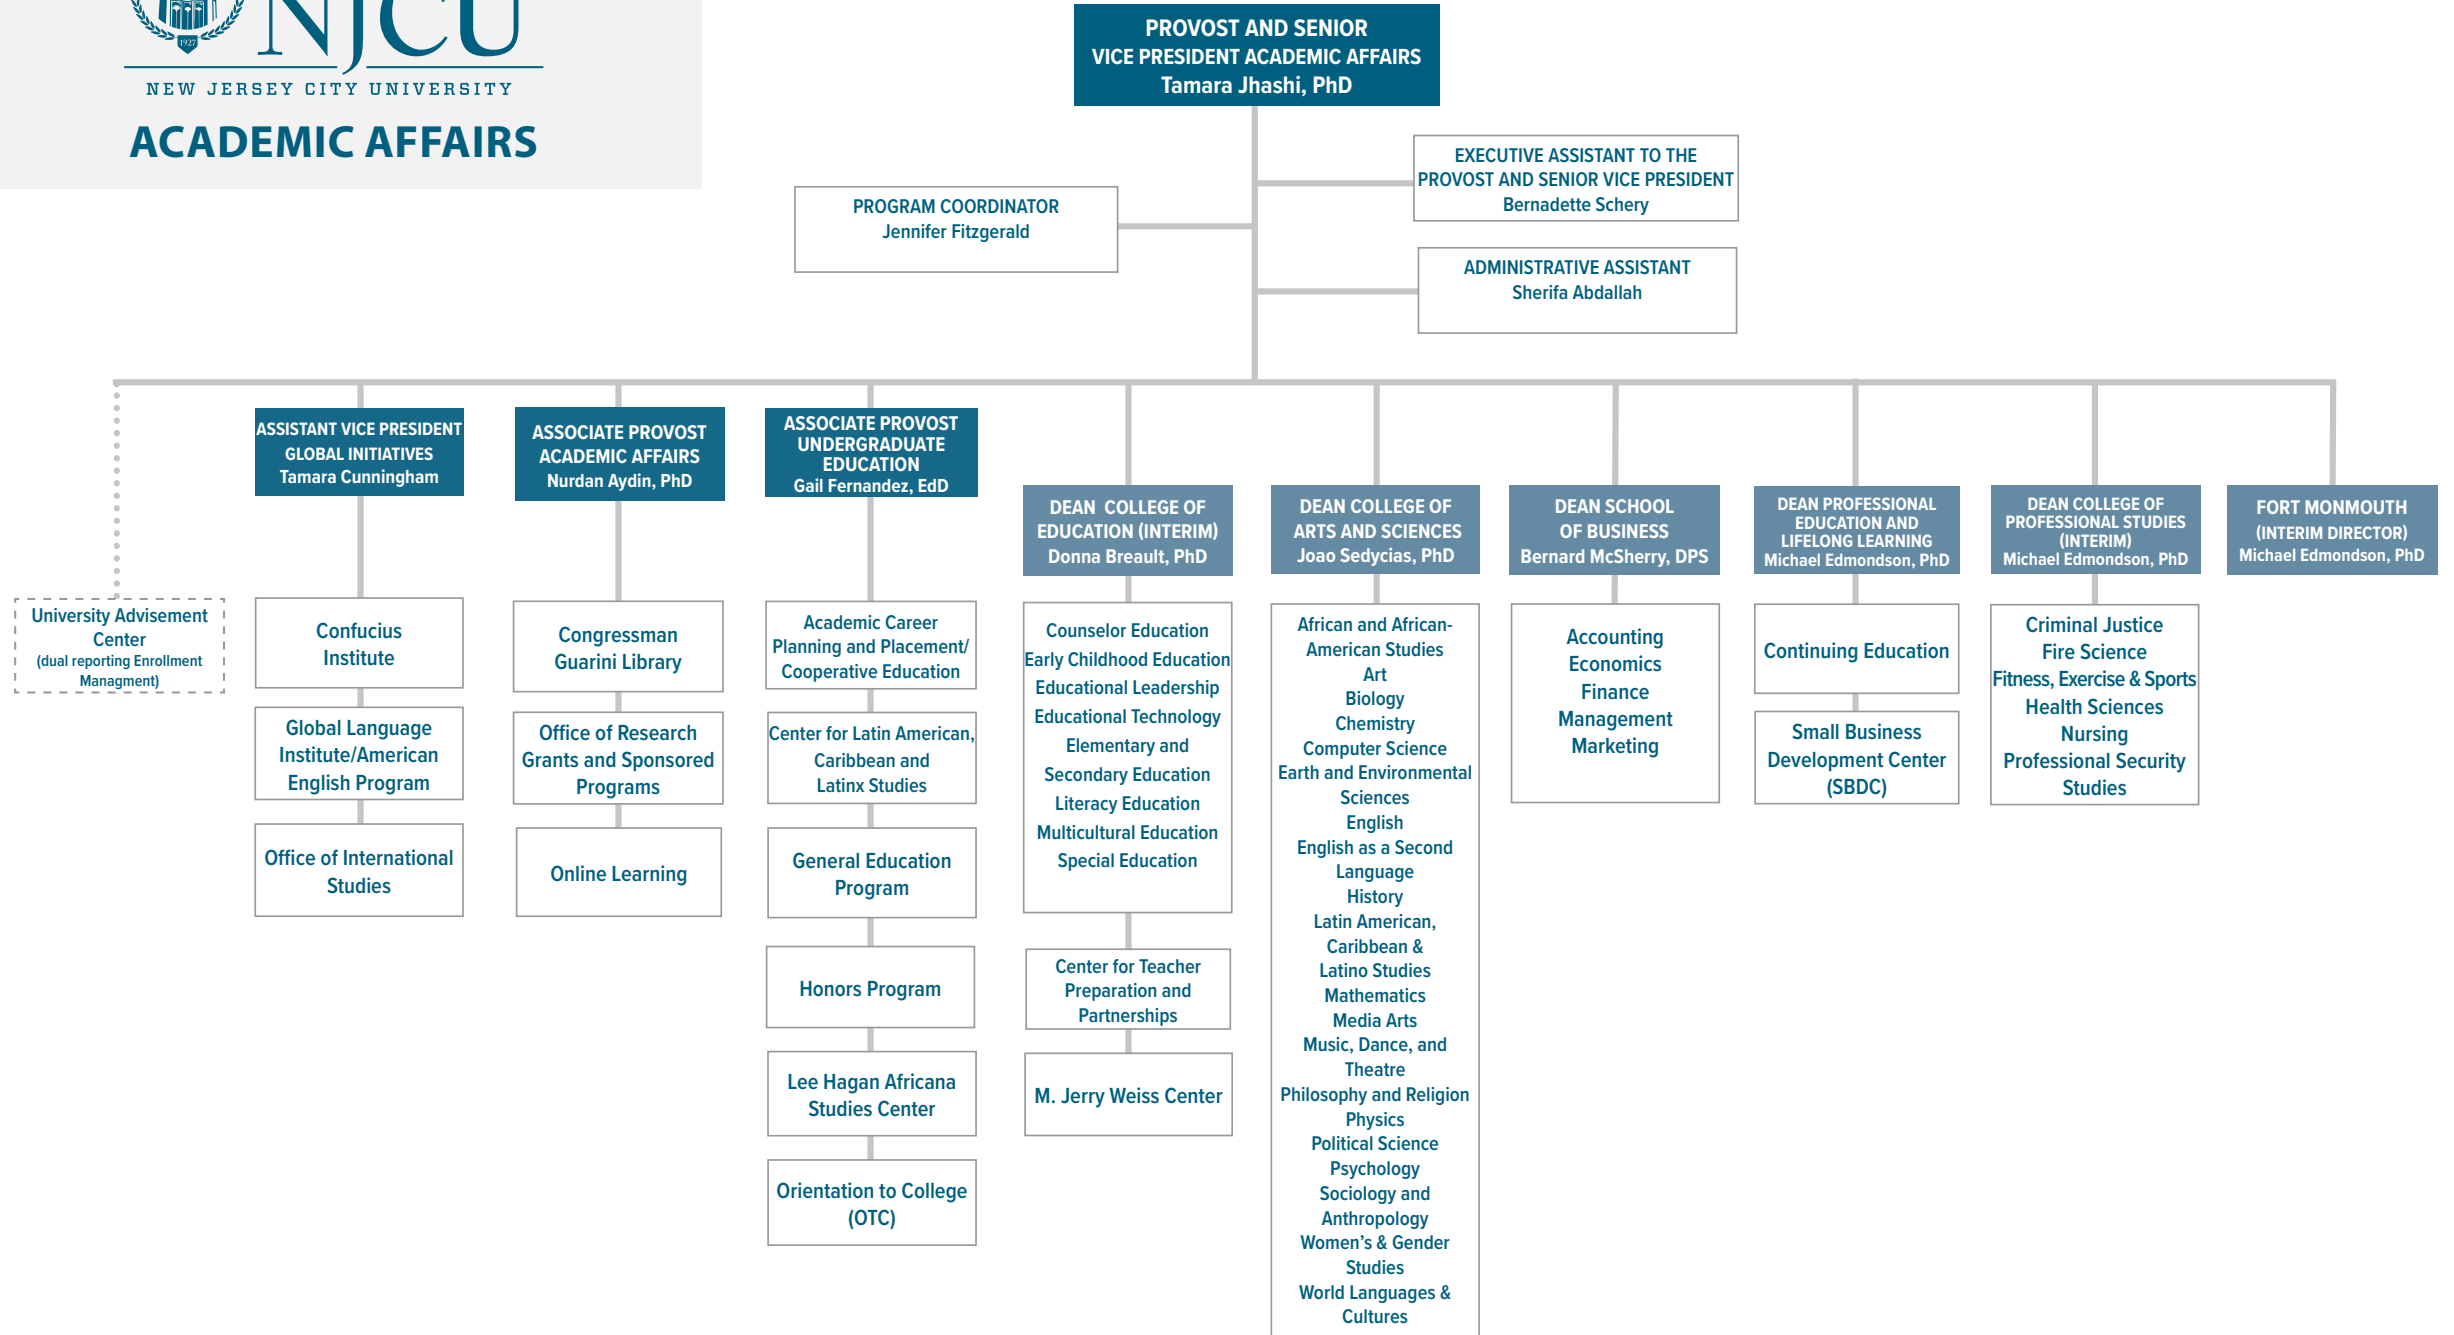 1927
NJCU
NEW JERSEY CITY UNIVERSITY
ACADEMIC AFFAIRS
PROVOST AND SENIOR
VICE PRESIDENT ACADEMIC AFFAIRS
Tamara Jhashi, PhD
EXECUTIVE ASSISTANT TO THE
PROVOST AND SENIOR VICE PRESIDENT
Bernadette Schery
PROGRAM COORDINATOR
Jennifer Fitzgerald
ADMINISTRATIVE ASSISTANT
Sherifa Abdallah
University Advisement
Center
(dual reporting Enrollment
Managment)
ASSISTANT VICE PRESIDENT
GLOBAL INITIATIVES
Tamara Cunningham
Confucius
Institute
Global Language
Institute/American
English Program
Office of International
Studies
ASSOCIATE PROVOST
ACADEMIC AFFAIRS
Nurdan Aydin, PhD
Congressman
Guarini Library
Office of Research
Grants and Sponsored
Programs
Online Learning
ASSOCIATE PROVOST
UNDERGRADUATE
EDUCATION
Gail Fernandez, EdD
Academic Career
Planning and Placement/
Cooperative Education
Center for Latin American,
Caribbean and
Latinx Studies
General Education
Program
Honors Program
Lee Hagan Africana
Studies Center
Orientation to College
(OTC)
DEAN COLLEGE OF
EDUCATION (INTERIM)
Donna Breault, PhD
Counselor Education
Early Childhood Education
Educational Leadership
Educational Technology
Elementary and
Secondary Education
Literacy Education
Multicultural Education
Special Education
Center for Teacher
Preparation and
Partnerships
M. Jerry Weiss Center
DEAN COLLEGE OF
ARTS AND SCIENCES
Joao Sedycias, PhD
African and African-
American Studies
Art
Biology
Chemistry
Computer Science
Earth and Environmental
Sciences
English
English as a Second
Language
History
Latin American,
Caribbean &
Latino Studies
Mathematics
Media Arts
Music, Dance, and
Theatre
Philosophy and Religion
Physics
Political Science
Psychology
Sociology and
Anthropology
Women’s & Gender
Studies
World Languages &
Cultures
DEAN SCHOOL
OF BUSINESS
Bernard McSherry, DPS
Accounting
Economics
Finance
Management
Marketing
DEAN PROFESSIONAL
EDUCATION AND
LIFELONG LEARNING
Michael Edmondson, PhD
Continuing Education
Small Business
Development Center
(SBDC)
DEAN COLLEGE OF
PROFESSIONAL STUDIES
(INTERIM)
Michael Edmondson, PhD
Criminal Justice
Fire Science
Fitness, Exercise & Sports
Health Sciences
Nursing
Professional Security
Studies
FORT MONMOUTH
(INTERIM DIRECTOR)
Michael Edmondson, PhD